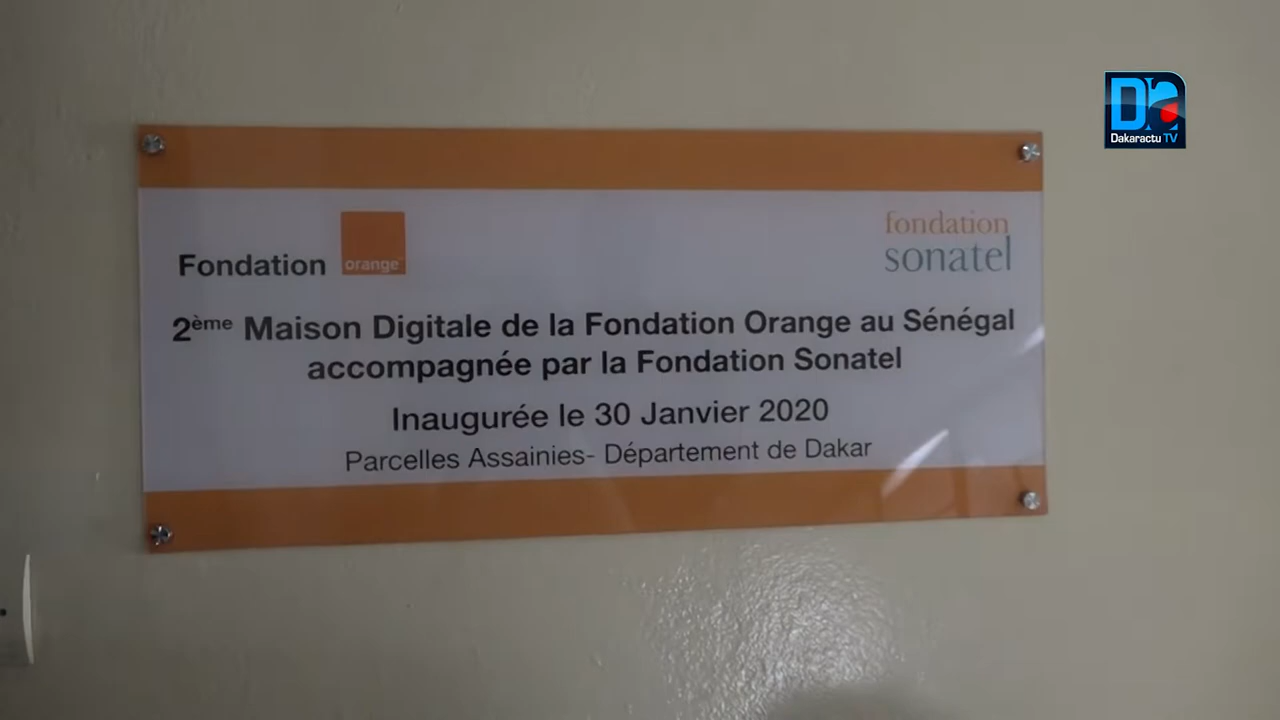 Dakaractu TV
Fondation orange™
fondation
sonatel
2ème Maison Digitale de la Fondation Orange au Sénégal
accompagnée par la Fondation Sonatel
Inaugurée le 30 Janvier 2020
Parcelles Assainies- Département de Dakar